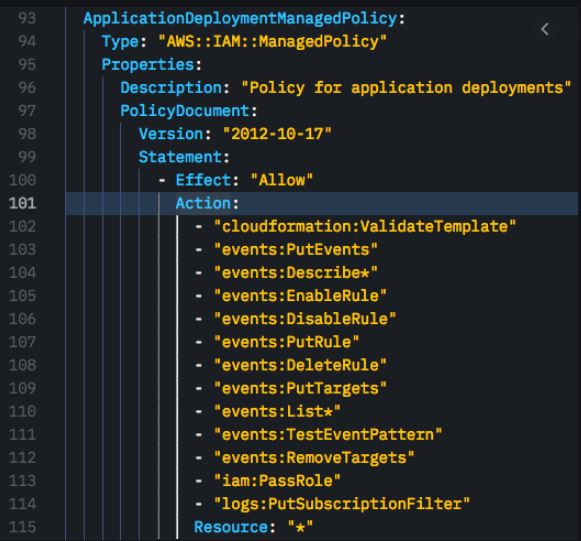 93 ApplicationDeploymentManagedPolicy:
94 Type: "AWS::IAM::ManagedPolicy"
95 Properties:
96 Description: "Policy for application deployments"
97 PolicyDocument:
98 Version: "2012-10-17"
99 Statement:
100 - Effect: "Allow"
101 Action:
102 - "cloudformation:ValidateTemplate"
103 - "events:PutEvents"
104 - "events:Describe*"
105 - "events:EnableRule"
106 - "events:DisableRule"
107 - "events:PutRule"
108 - "events:DeleteRule"
109 - "events:PutTargets"
110 - "events:List*"
111 - "events:TestEventPattern"
112 - "events:RemoveTargets"
113 - "iam:PassRole"
114 - "logs:PutSubscriptionFilter"
115 Resource: "*"